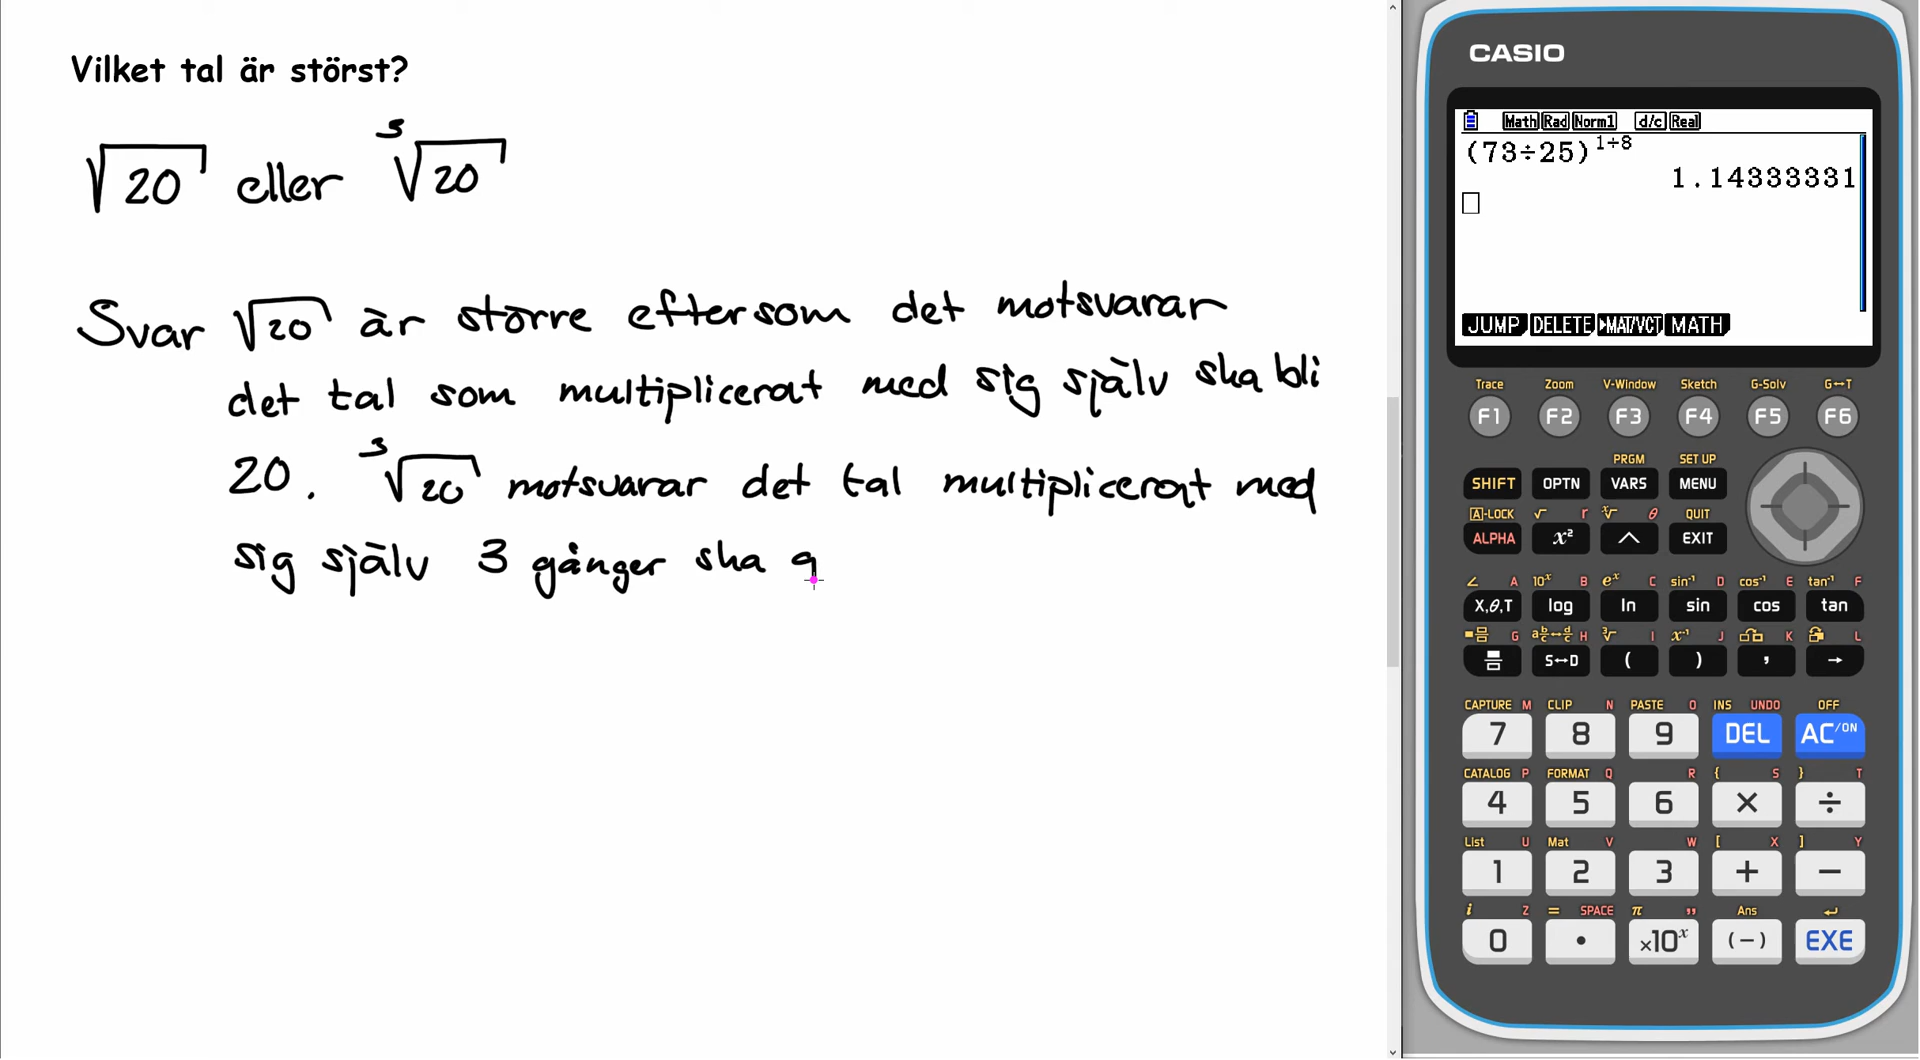 Vilket tal är störst?
√20 eller ³√20
Svar √20 är större eftersom det motsvarar
det tal som multiplicerat med sig själv ska bli
20. ³√20 motsvarar det tal multiplicerat med
sig själv 3 gånger ska
CASIO
Math Rad Norm1 d/c Real
(73÷25)^1÷8
1.14333331
JUMP DELETE ▸MAT/VCT MATH
Trace Zoom V-Window Sketch G-Solv G↔T
F1 F2 F3 F4 F5 F6
PRGM SET UP
SHIFT OPTN VARS MENU
A-LOCK √ r ˣ√ θ QUIT
ALPHA x² ^ EXIT
∠ A 10ˣ B eˣ C sin⁻¹ D cos⁻¹ E tan⁻¹ F
X,θ,T log ln sin cos tan
G a b/c↔d/c H ³√ I x⁻¹ J K L
S↔D ( ) , →
CAPTURE M CLIP N PASTE O INS UNDO OFF
7 8 9 DEL AC/ON
CATALOG P FORMAT Q R { S } T
4 5 6 × ÷
List U Mat V W [ X ] Y
1 2 3 + −
i Z = SPACE π " Ans ↵
0 • ×10ˣ (−) EXE